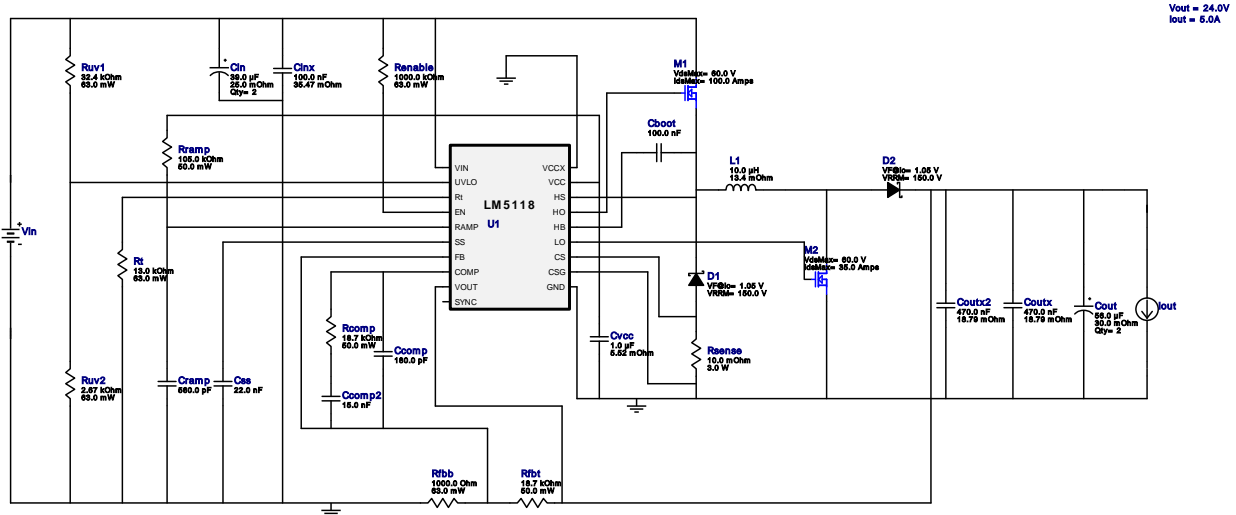 Vout = 24.0V
Iout = 5.0A
Ruv1
32.4 kOhm
63.0 mW
Cin
39.0 µF
25.0 mOhm
Qty= 2
Cinx
100.0 nF
35.47 mOhm
Renable
1000.0 kOhm
63.0 mW
M1
VdsMax= 60.0 V
IdsMax= 100.0 Amps
Cboot
100.0 nF
Rramp
105.0 kOhm
50.0 mW
L1
10.0 µH
13.4 mOhm
D2
VF@Io= 1.05 V
VRRM= 150.0 V
VIN
UVLO
Rt
EN
RAMP
SS
FB
COMP
VOUT
SYNC
LM5118
U1
VCCX
VCC
HS
HO
HB
LO
CS
CSG
GND
Vin
Rt
13.0 kOhm
63.0 mW
M2
VdsMax= 60.0 V
IdsMax= 35.0 Amps
D1
VF@Io= 1.05 V
VRRM= 150.0 V
Coutx2
470.0 nF
18.79 mOhm
Coutx
470.0 nF
18.79 mOhm
Cout
56.0 µF
30.0 mOhm
Qty= 2
Iout
Rcomp
18.7 kOhm
50.0 mW
Ccomp
160.0 pF
Cvcc
1.0 µF
5.52 mOhm
Rsense
10.0 mOhm
3.0 W
Ruv2
2.67 kOhm
63.0 mW
Cramp
560.0 pF
Css
22.0 nF
Ccomp2
15.0 nF
Rfbb
1000.0 Ohm
63.0 mW
Rfbt
18.7 kOhm
50.0 mW